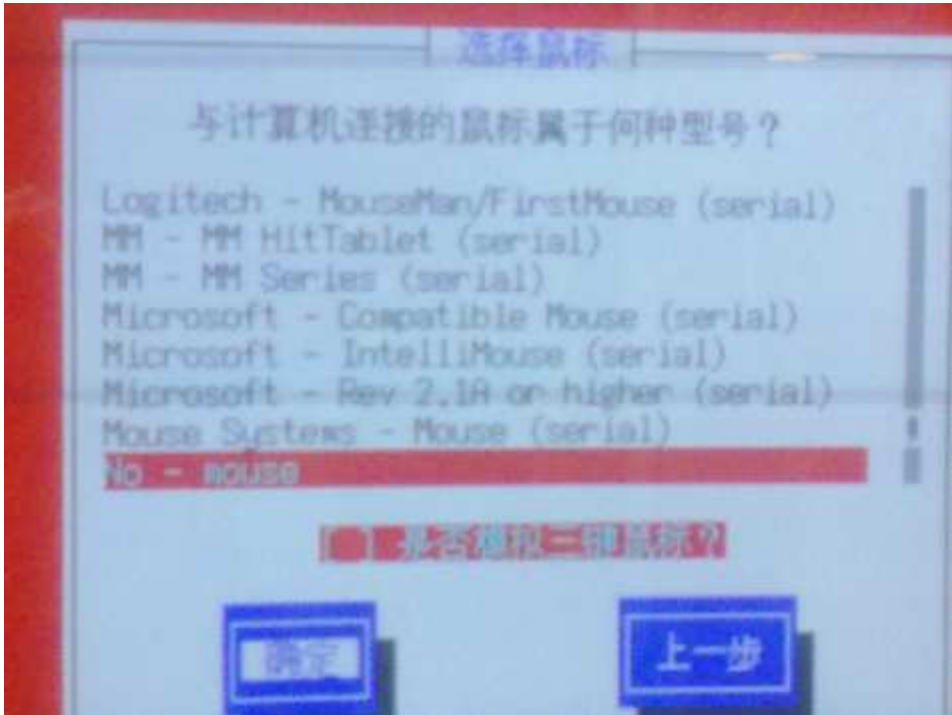 选择鼠标
与计算机连接的鼠标属于何种型号？
Logitech - MouseMan/FirstMouse (serial)
MM - MM HitTablet (serial)
MM - MM Series (serial)
Microsoft - Compatible Mouse (serial)
Microsoft - IntelliMouse (serial)
Microsoft - Rev 2.1A or higher (serial)
Mouse Systems - Mouse (serial)
No - mouse
[ ] 是否模拟三键鼠标？
确定
上一步